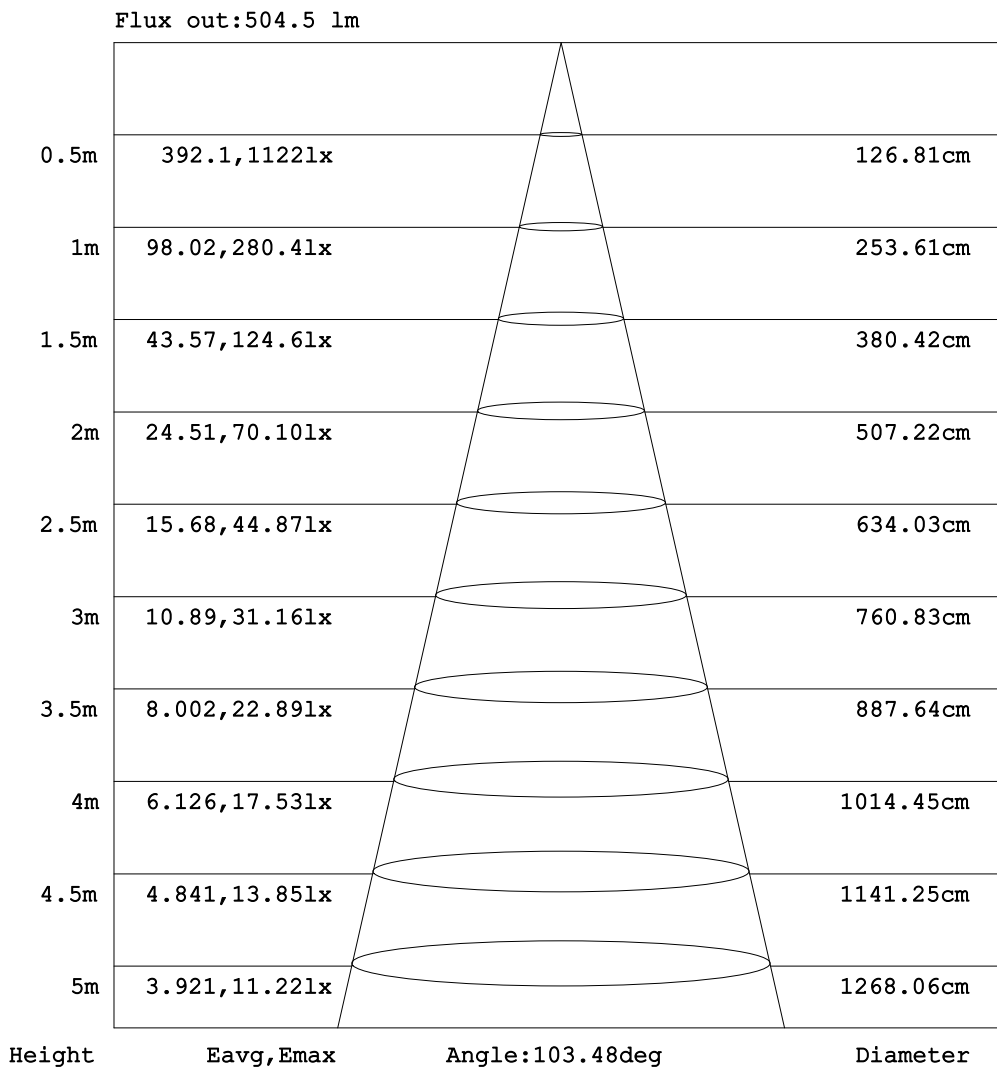 Flux out:504.5 lm
0.5m 392.1,1122lx 126.81cm
1m 98.02,280.4lx 253.61cm
1.5m 43.57,124.6lx 380.42cm
2m 24.51,70.10lx 507.22cm
2.5m 15.68,44.87lx 634.03cm
3m 10.89,31.16lx 760.83cm
3.5m 8.002,22.89lx 887.64cm
4m 6.126,17.53lx 1014.45cm
4.5m 4.841,13.85lx 1141.25cm
5m 3.921,11.22lx 1268.06cm
Height Eavg,Emax Angle:103.48deg Diameter